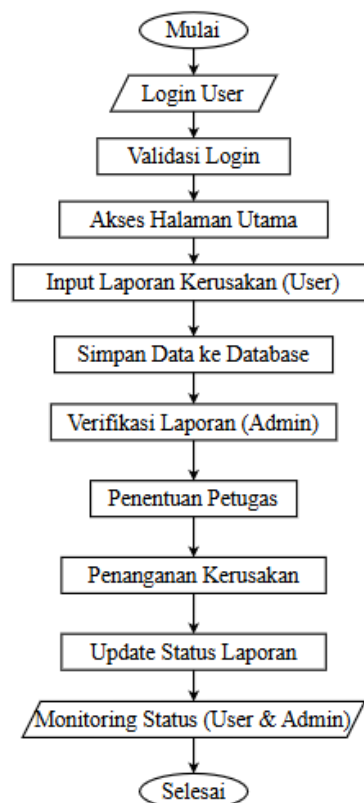 Mulai
Login User
Validasi Login
Akses Halaman Utama
Input Laporan Kerusakan (User)
Simpan Data ke Database
Verifikasi Laporan (Admin)
Penentuan Petugas
Penanganan Kerusakan
Update Status Laporan
Monitoring Status (User & Admin)
Selesai